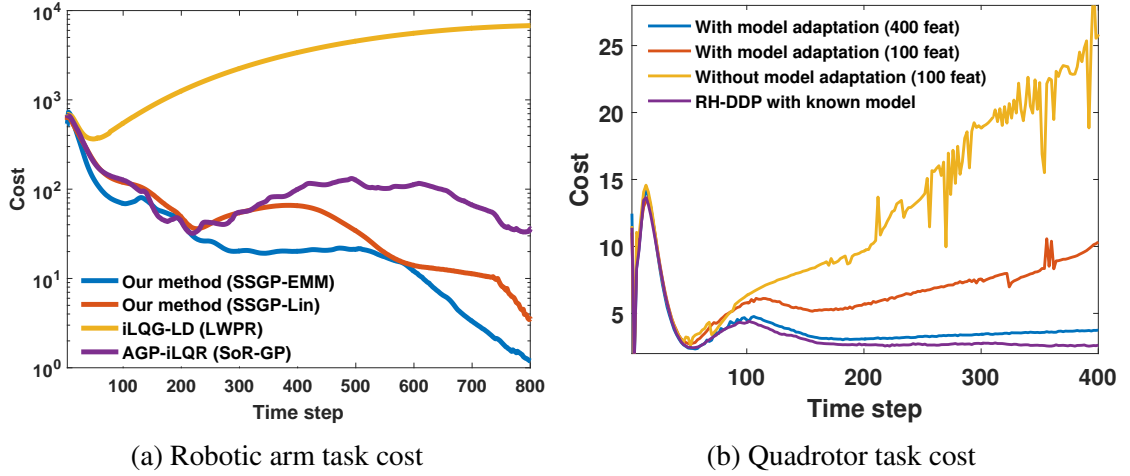 10^4
10^3
10^2
10^1
10^0
Cost
100 200 300 400 500 600 700 800
Time step
Our method (SSGP-EMM)
Our method (SSGP-Lin)
iLQG-LD (LWPR)
AGP-iLQR (SoR-GP)
(a) Robotic arm task cost
With model adaptation (400 feat)
With model adaptation (100 feat)
Without model adaptation (100 feat)
RH-DDP with known model
25
20
15
10
5
Cost
100 200 300 400
Time step
(b) Quadrotor task cost